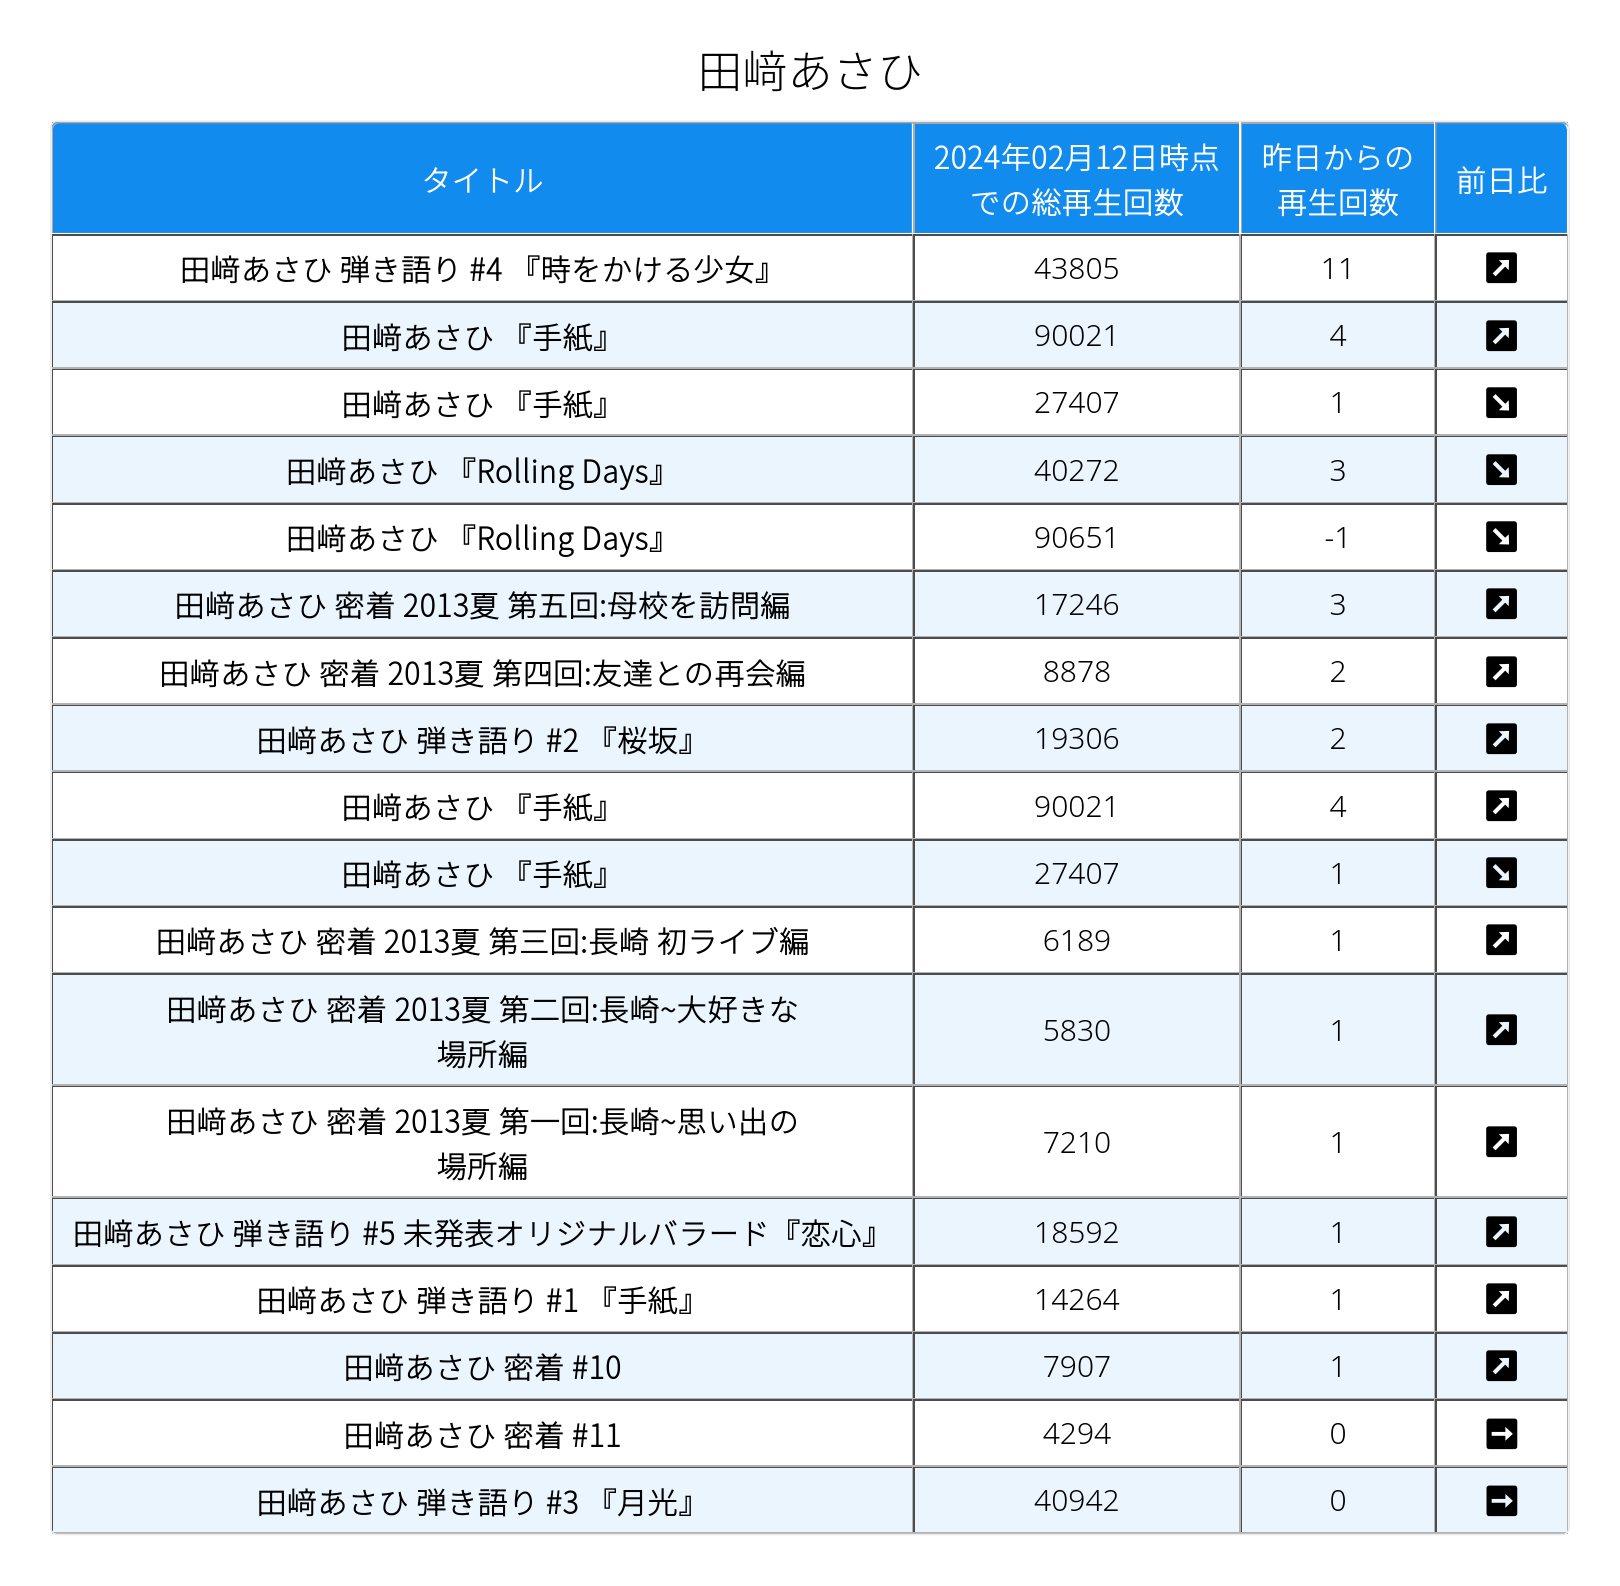 田﨑あさひ
タイトル
2024年02月12日時点
での総再生回数
昨日からの
再生回数
前日比
田﨑あさひ 弾き語り #4 『時をかける少女』 43805 11
田﨑あさひ 『手紙』 90021 4
田﨑あさひ 『手紙』 27407 1
田﨑あさひ 『Rolling Days』 40272 3
田﨑あさひ 『Rolling Days』 90651 -1
田﨑あさひ 密着 2013夏 第五回:母校を訪問編 17246 3
田﨑あさひ 密着 2013夏 第四回:友達との再会編 8878 2
田﨑あさひ 弾き語り #2 『桜坂』 19306 2
田﨑あさひ 『手紙』 90021 4
田﨑あさひ 『手紙』 27407 1
田﨑あさひ 密着 2013夏 第三回:長崎 初ライブ編 6189 1
田﨑あさひ 密着 2013夏 第二回:長崎~大好きな
場所編 5830 1
田﨑あさひ 密着 2013夏 第一回:長崎~思い出の
場所編 7210 1
田﨑あさひ 弾き語り #5 未発表オリジナルバラード『恋心』 18592 1
田﨑あさひ 弾き語り #1 『手紙』 14264 1
田﨑あさひ 密着 #10 7907 1
田﨑あさひ 密着 #11 4294 0
田﨑あさひ 弾き語り #3 『月光』 40942 0